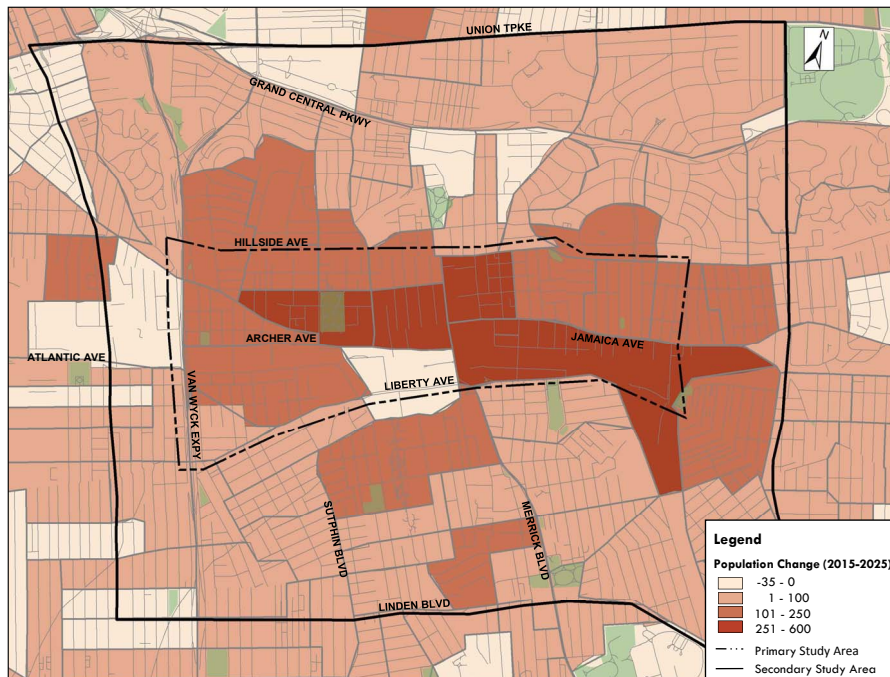 UNION TPKE
N
GRAND CENTRAL PKWY
HILLSIDE AVE
ARCHER AVE
JAMAICA AVE
ATLANTIC AVE
LIBERTY AVE
VAN WYCK EXPY
SUTPHIN BLVD
MERRICK BLVD
LINDEN BLVD
Legend
Population Change (2015-2025)
-35 - 0
1 - 100
101 - 250
251 - 600
Primary Study Area
Secondary Study Area